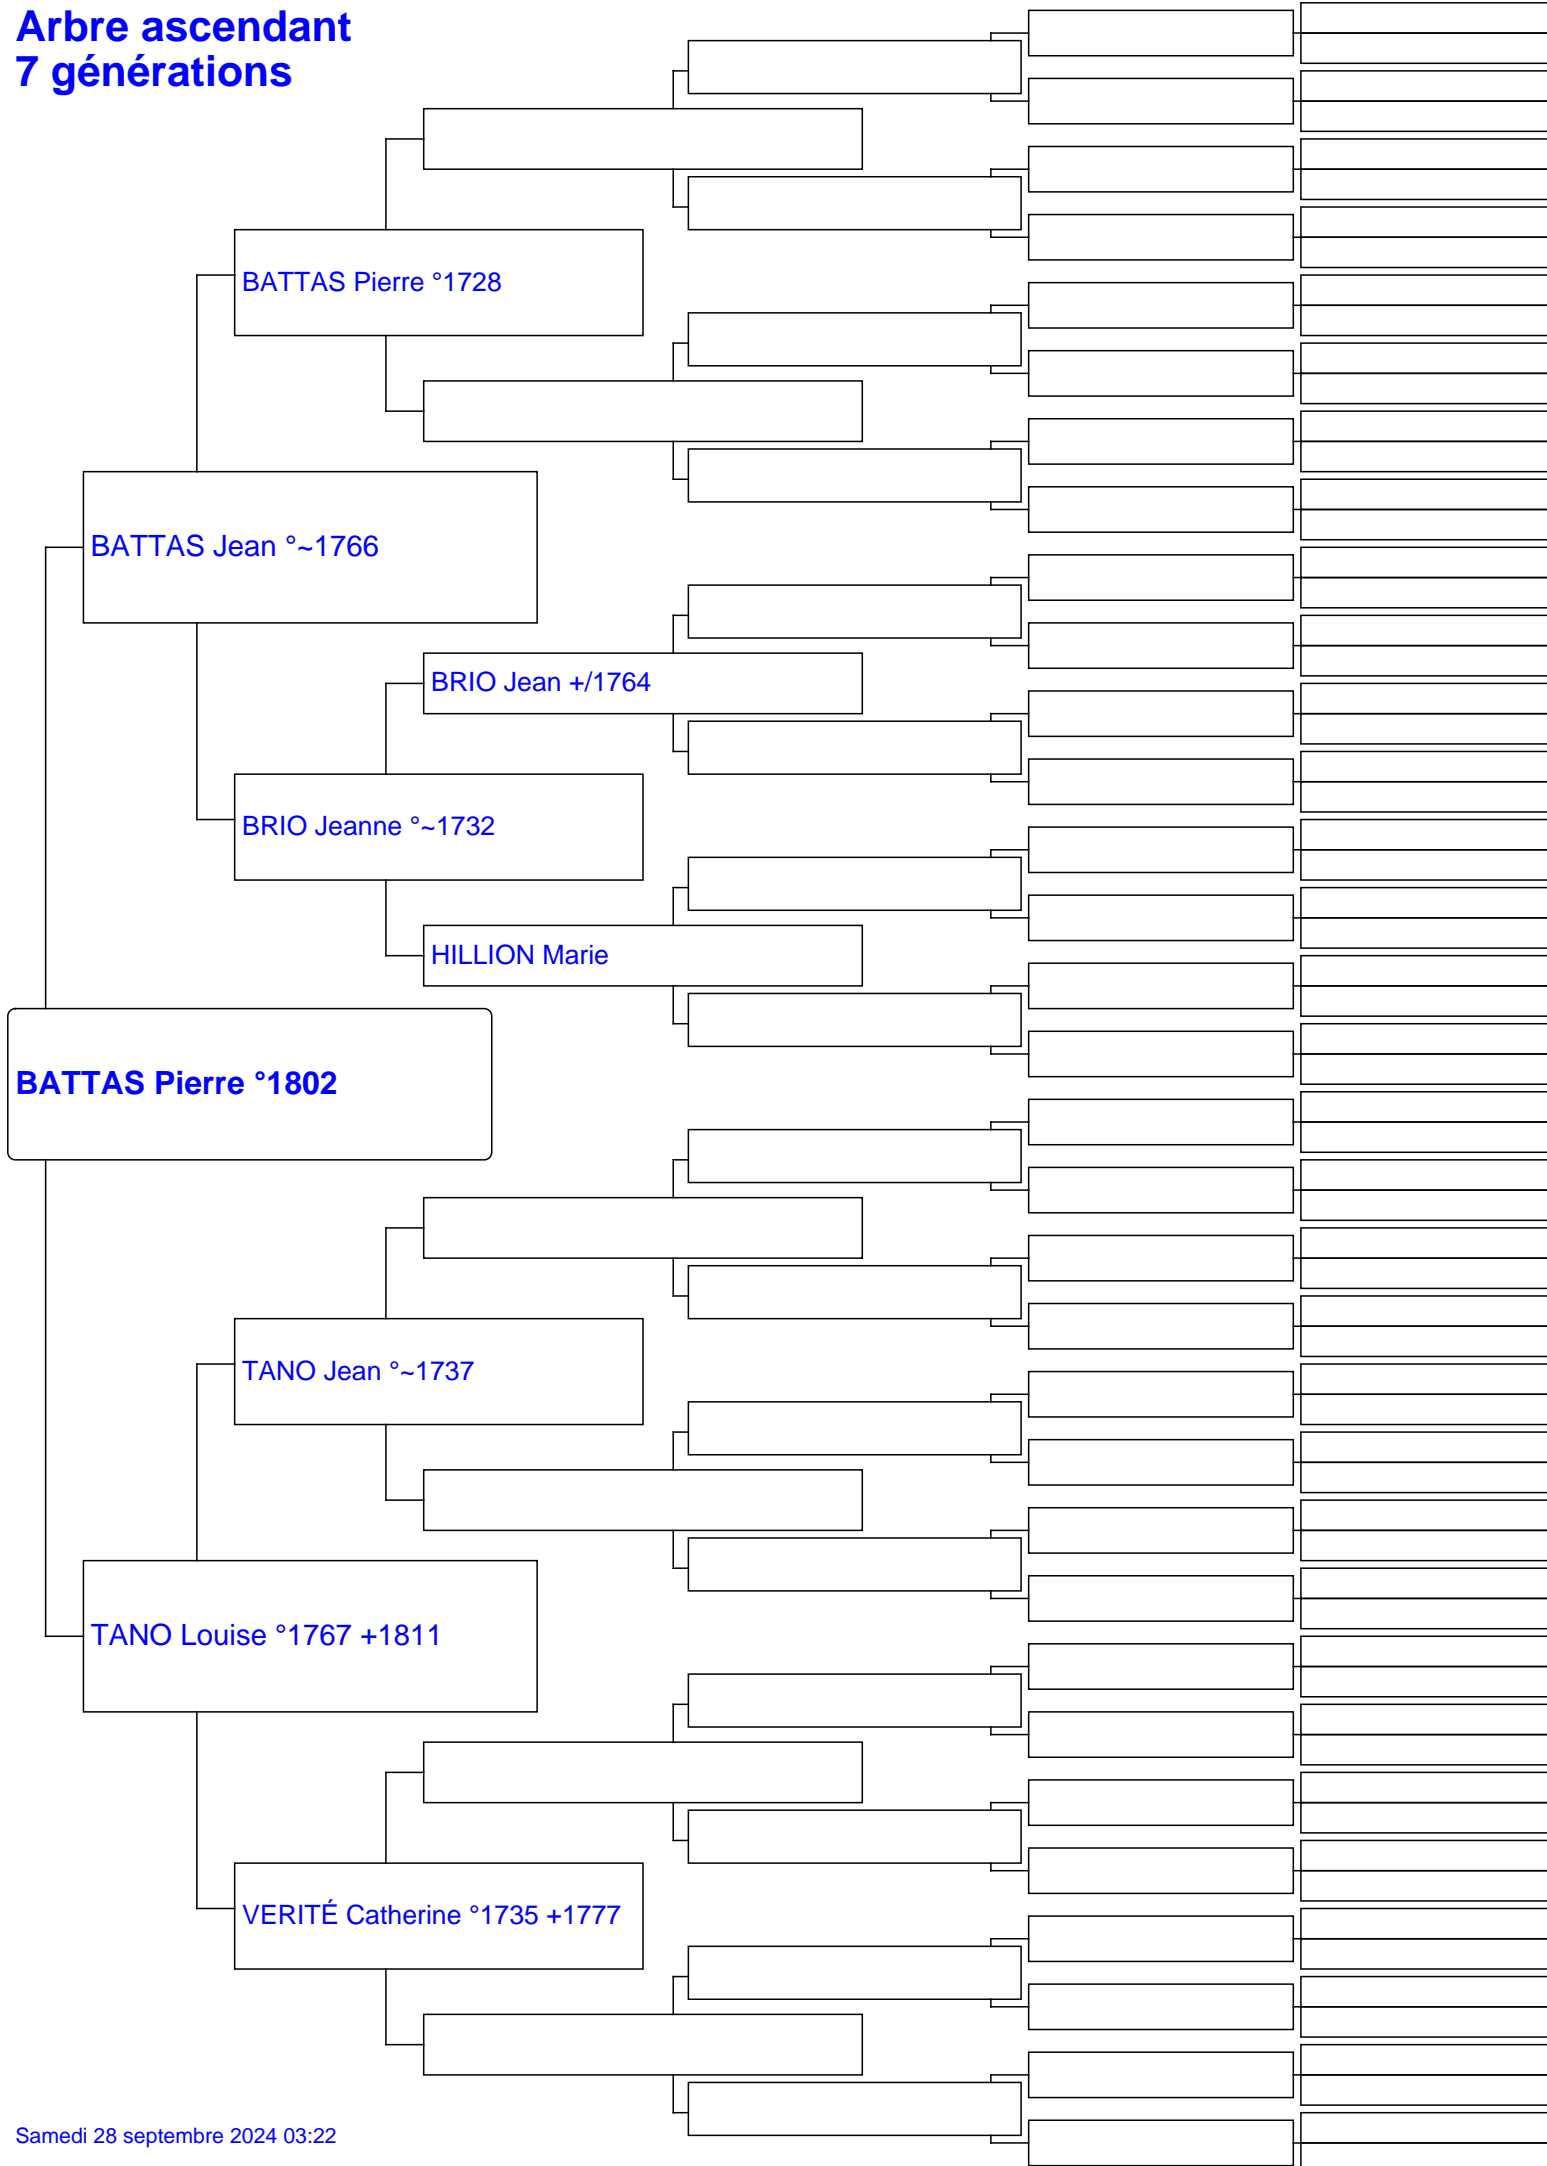 Arbre ascendant
7 générations
BATTAS Pierre °1728
BATTAS Jean °~1766
BRIO Jean +/1764
BRIO Jeanne °~1732
HILLION Marie
BATTAS Pierre °1802
TANO Jean °~1737
TANO Louise °1767 +1811
VERITÉ Catherine °1735 +1777
Samedi 28 septembre 2024 03:22